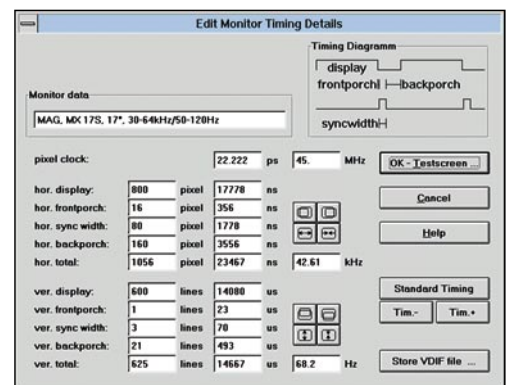 Edit Monitor Timing Details
Timing Diagramm
display
frontporch backporch
syncwidth
Monitor data
MAG, MX 17S, 17", 30-64kHz/50-120Hz
pixel clock: 22.222 ps 45. MHz
OK - Testscreen ...
hor. display: 800 pixel 17778 ns
hor. frontporch: 16 pixel 356 ns
hor. sync width: 80 pixel 1778 ns
hor. backporch: 160 pixel 3556 ns
hor. total: 1056 pixel 23467 ns 42.61 kHz
Cancel
Help
ver. display: 600 lines 14080 us
ver. frontporch: 1 lines 23 us
ver. sync width: 3 lines 70 us
ver. backporch: 21 lines 493 us
ver. total: 625 lines 14667 us 68.2 Hz
Standard Timing
Tim.- Tim.+
Store VDIF file ...